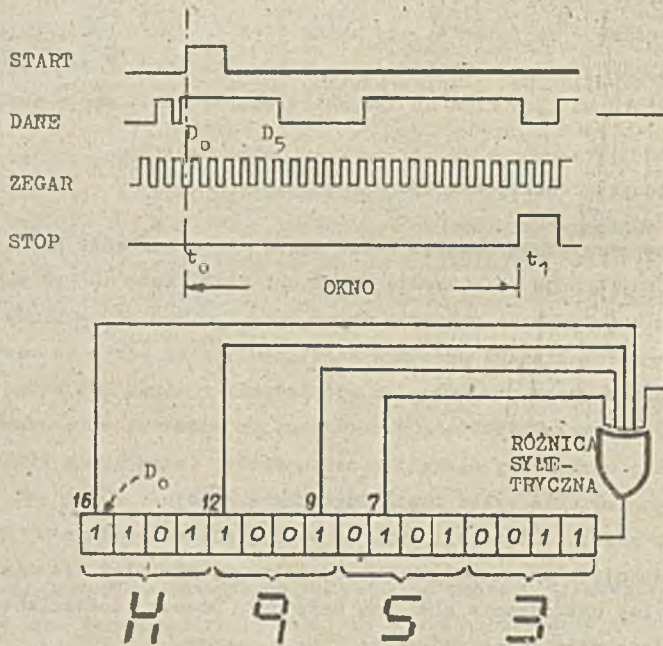 START
DANE
D₀ D₅
ZEGAR
STOP
t₀ t₁
OKNO
RÓŻNICA
SYME-
TRYCZNA
D₀
16 12 9 7
1 1 0 1 1 0 0 1 0 1 0 1 0 0 1 1
H 9 5 3